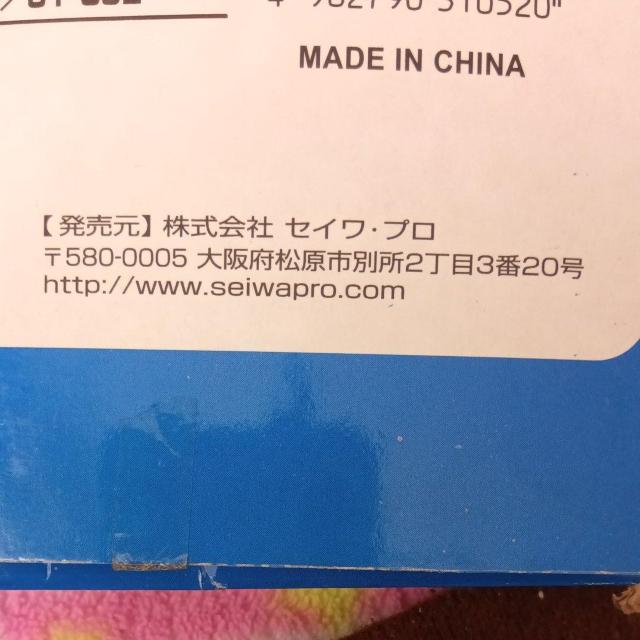 MADE IN CHINA
【発売元】株式会社 セイワ・プロ
〒580-0005 大阪府松原市別所2丁目3番20号
http://www.seiwapro.com